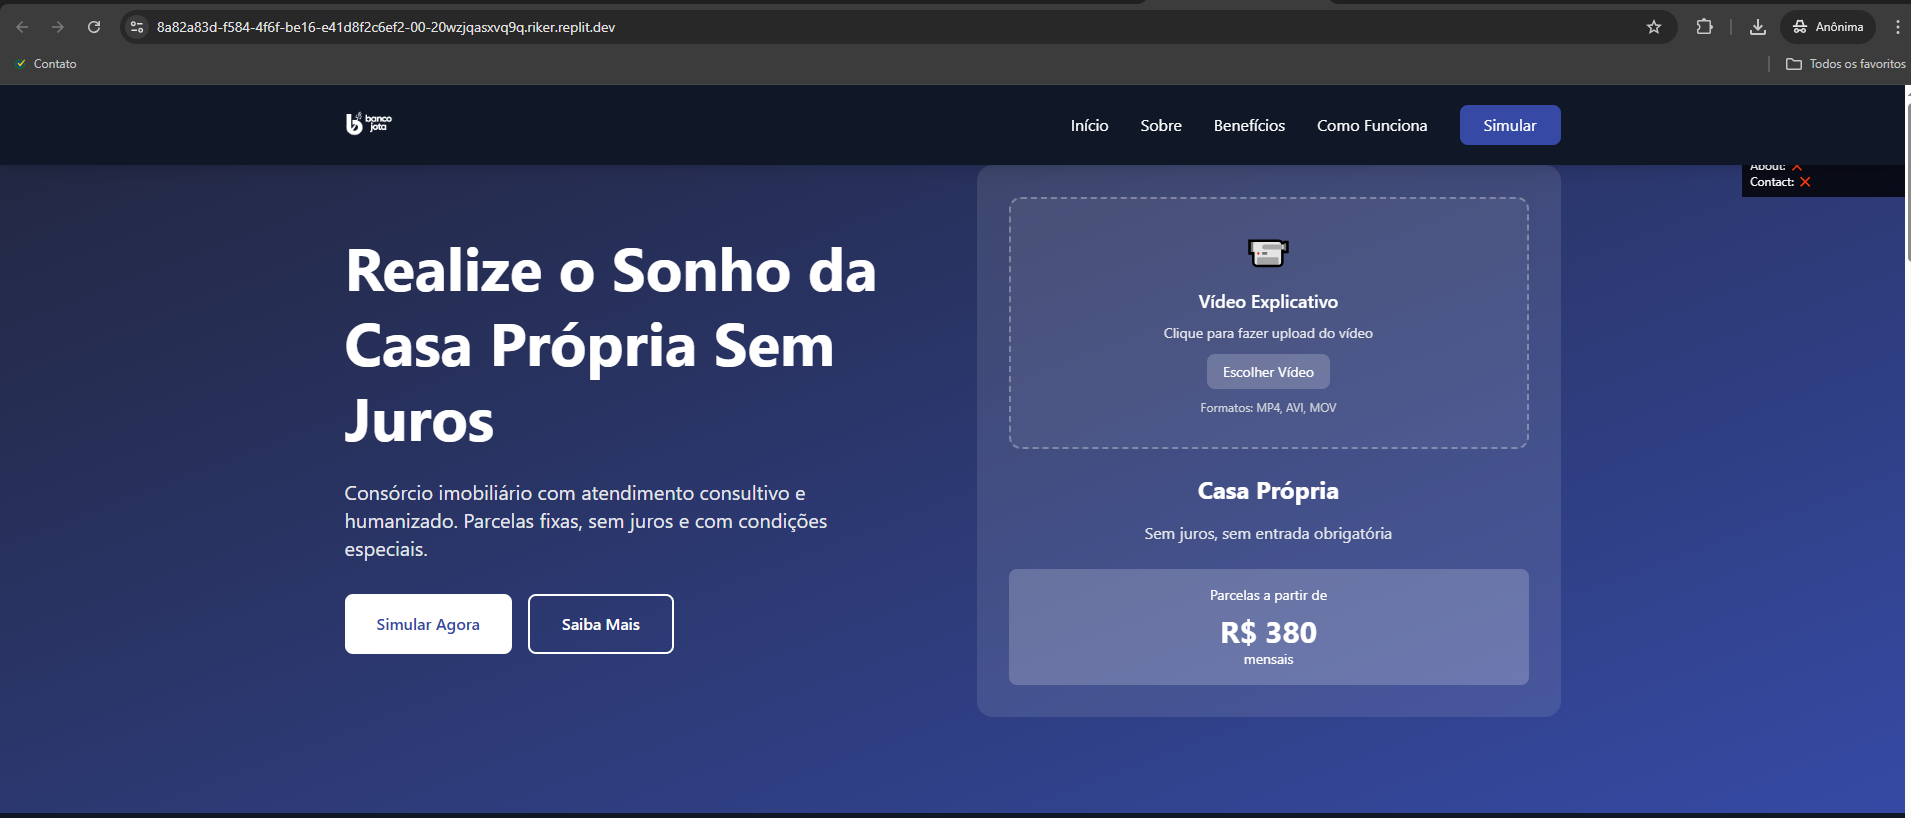 8a82a83d-f584-4f6f-be16-e41d8f2c6ef2-00-20wzjqasxvq9q.riker.replit.dev
Anônima
Contato
Todos os favoritos
banco
jota
Início
Sobre
Benefícios
Como Funciona
Simular
About: ❌
Contact: ❌
Realize o Sonho da
Casa Própria Sem
Juros
Consórcio imobiliário com atendimento consultivo e
humanizado. Parcelas fixas, sem juros e com condições
especiais.
Simular Agora
Saiba Mais
Vídeo Explicativo
Clique para fazer upload do vídeo
Escolher Vídeo
Formatos: MP4, AVI, MOV
Casa Própria
Sem juros, sem entrada obrigatória
Parcelas a partir de
R$ 380
mensais